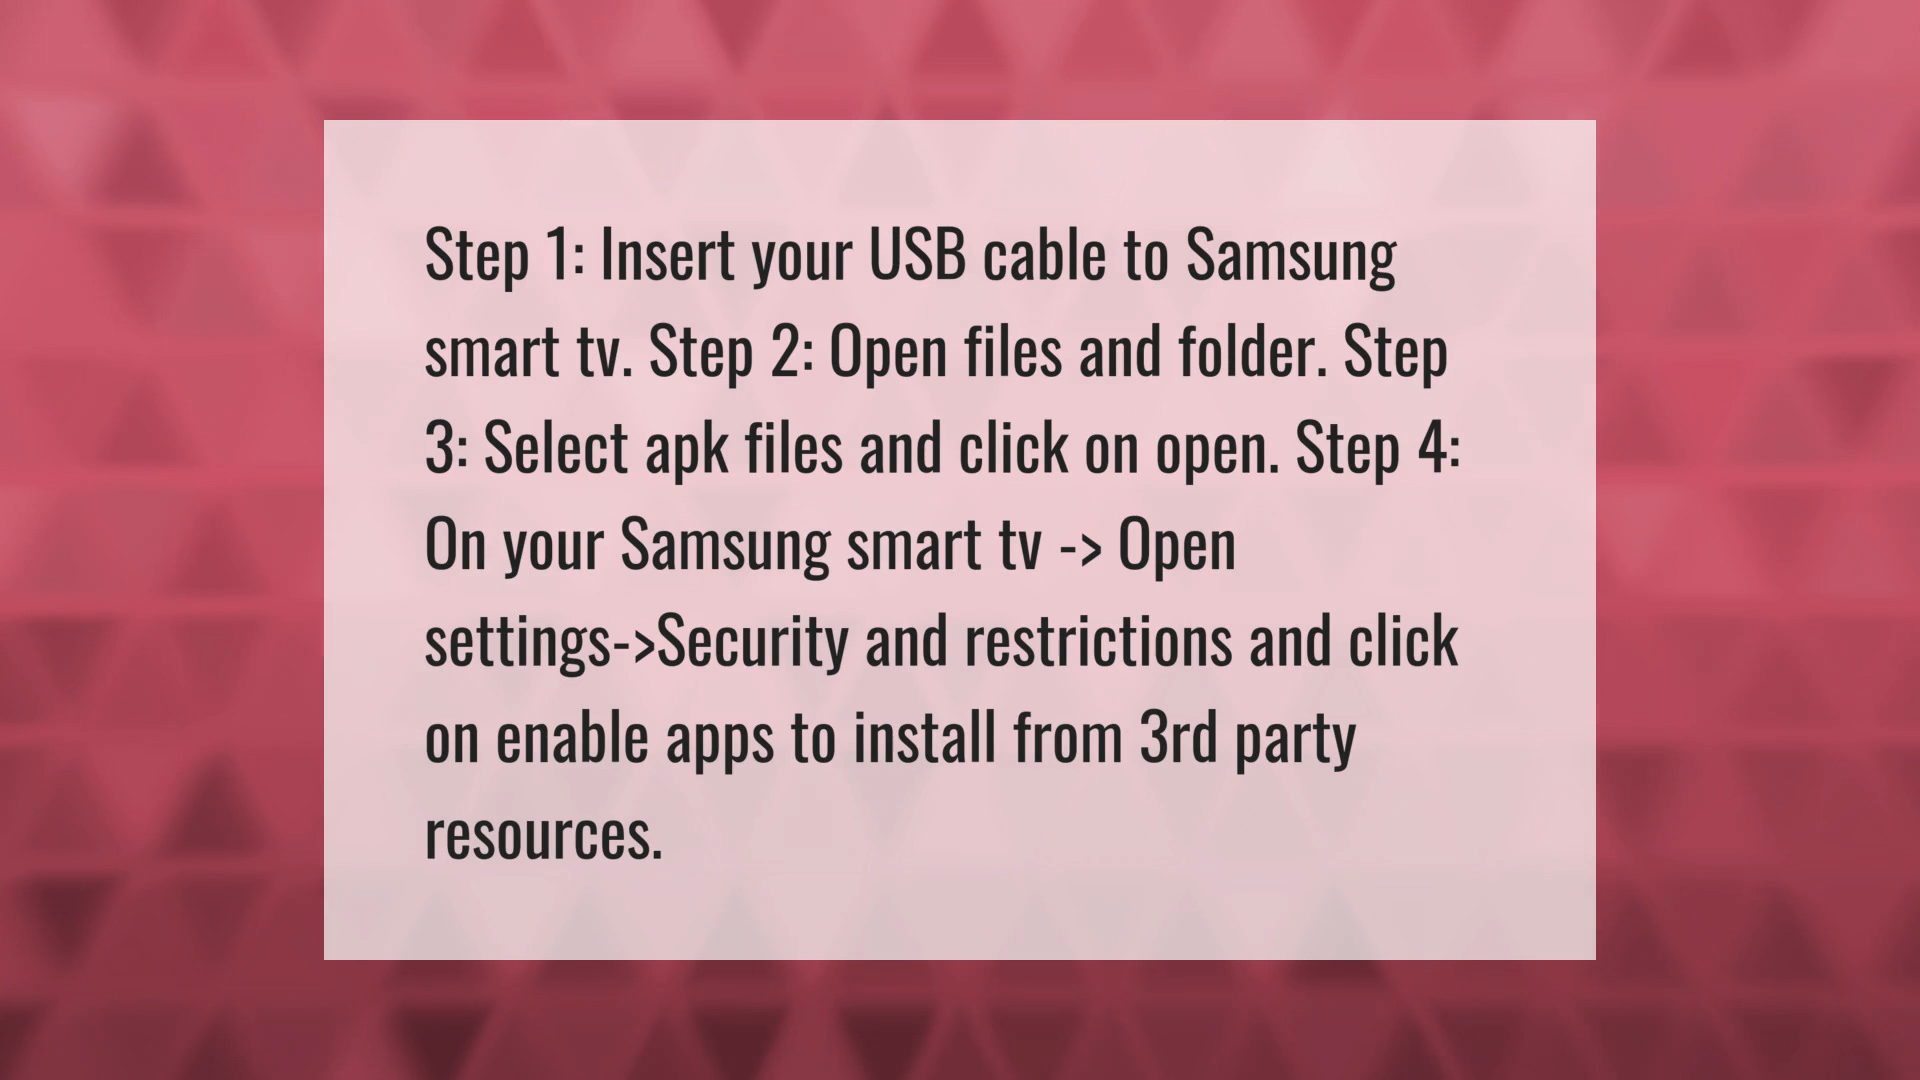 Step 1: Insert your USB cable to Samsung
smart tv. Step 2: Open files and folder. Step
3: Select apk files and click on open. Step 4:
On your Samsung smart tv -> Open
settings->Security and restrictions and click
on enable apps to install from 3rd party
resources.